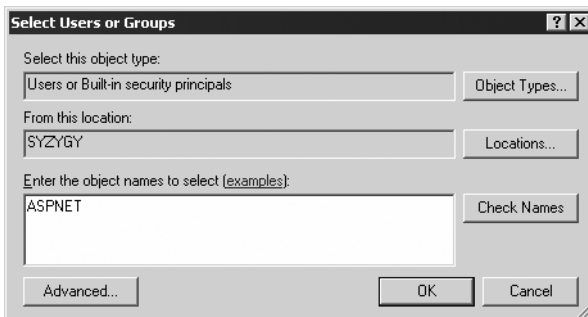 Select Users or Groups
Select this object type:
Users or Built-in security principals
Object Types...
From this location:
SYZYGY
Locations...
Enter the object names to select (examples):
ASPNET
Check Names
Advanced...
OK
Cancel